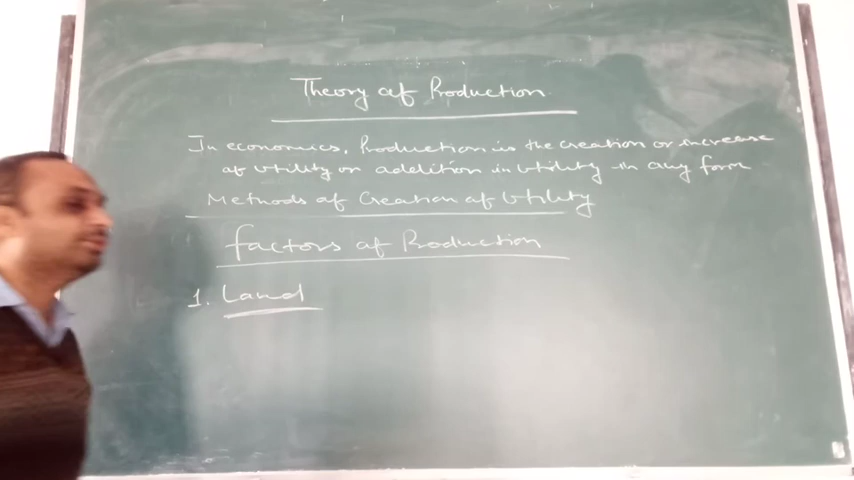 Theory of Production
In economics, Production is the creation or increase
of utility or addition in utility in any form
Methods of Creation of Utility
factors of Production
1. Land